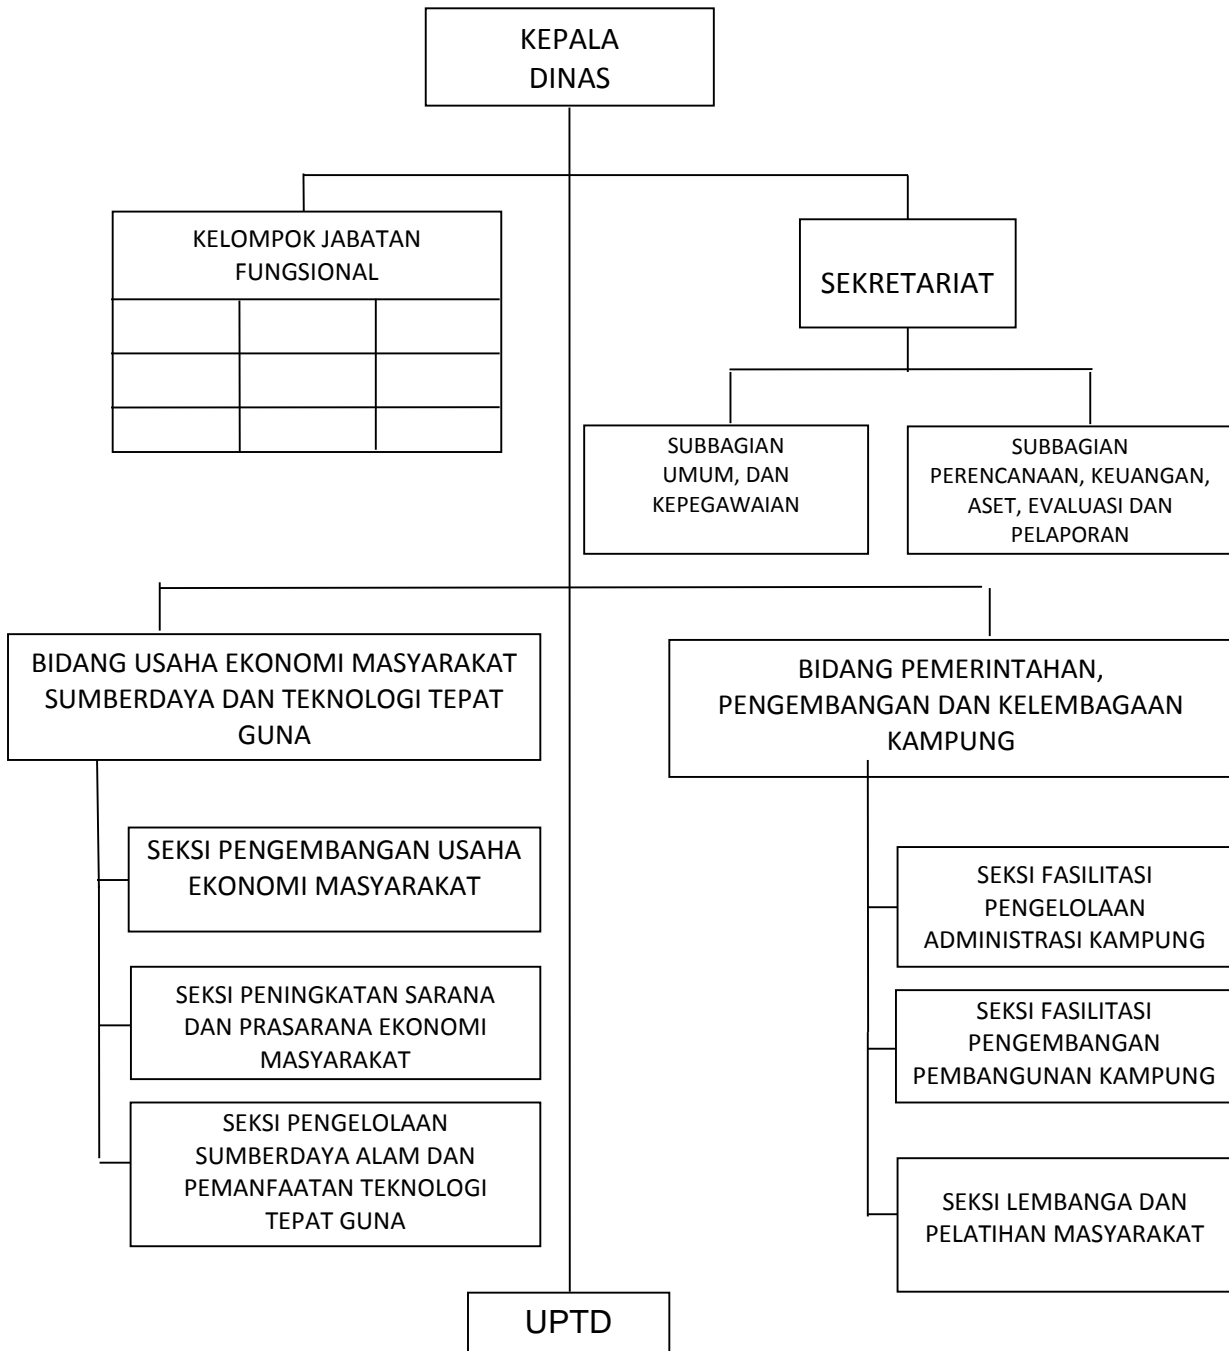 KEPALA
DINAS
KELOMPOK JABATAN
FUNGSIONAL
SEKRETARIAT
SUBBAGIAN
UMUM, DAN
KEPEGAWAIAN
SUBBAGIAN
PERENCANAAN, KEUANGAN,
ASET, EVALUASI DAN
PELAPORAN
BIDANG USAHA EKONOMI MASYARAKAT
SUMBERDAYA DAN TEKNOLOGI TEPAT
GUNA
BIDANG PEMERINTAHAN,
PENGEMBANGAN DAN KELEMBAGAAN
KAMPUNG
SEKSI PENGEMBANGAN USAHA
EKONOMI MASYARAKAT
SEKSI PENINGKATAN SARANA
DAN PRASARANA EKONOMI
MASYARAKAT
SEKSI PENGELOLAAN
SUMBERDAYA ALAM DAN
PEMANFAATAN TEKNOLOGI
TEPAT GUNA
SEKSI FASILITASI
PENGELOLAAN
ADMINISTRASI KAMPUNG
SEKSI FASILITASI
PENGEMBANGAN
PEMBANGUNAN KAMPUNG
SEKSI LEMBANGA DAN
PELATIHAN MASYARAKAT
UPTD